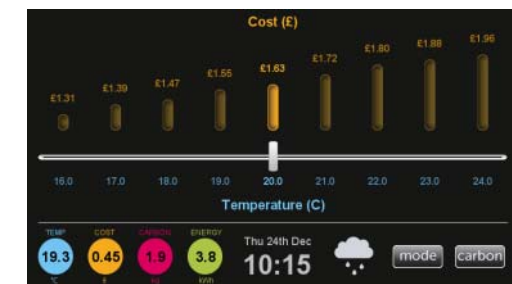 Cost (£)
£1.31 £1.39 £1.47 £1.55 £1.63 £1.72 £1.80 £1.88 £1.96
16.0 17.0 18.0 19.0 20.0 21.0 22.0 23.0 24.0
Temperature (C)
TEMP COST CARBON ENERGY
19.3 0.45 1.9 3.8
°C £ kg kWh
Thu 24th Dec
10:15
mode carbon